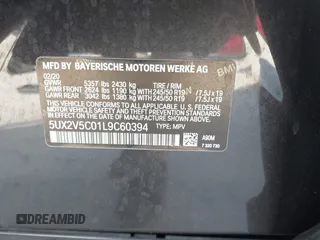 MFD BY BAYERISCHE MOTOREN WERKE AG
02/20
GVWR 5357 lbs 2430 kg TIRE / RIM
GAWR FRONT 2624 lbs 1190 kg WITH 245/50 R19 /7.5J x 19
GAWR REAR 3042 lbs 1380 kg WITH 245/50 R19 /7.5J x 19
THIS VEHICLE CONFORMS TO ALL APPLICABLE
FEDERAL MOTOR VEHICLE SAFETY AND THEFT PREVENTION
STANDARDS IN EFFECT ON THE DATE OF MANUFACTURE SHOWN ABOVE.
5UX2V5C01L9C60394 TYPE: MPV
A90M
BMW